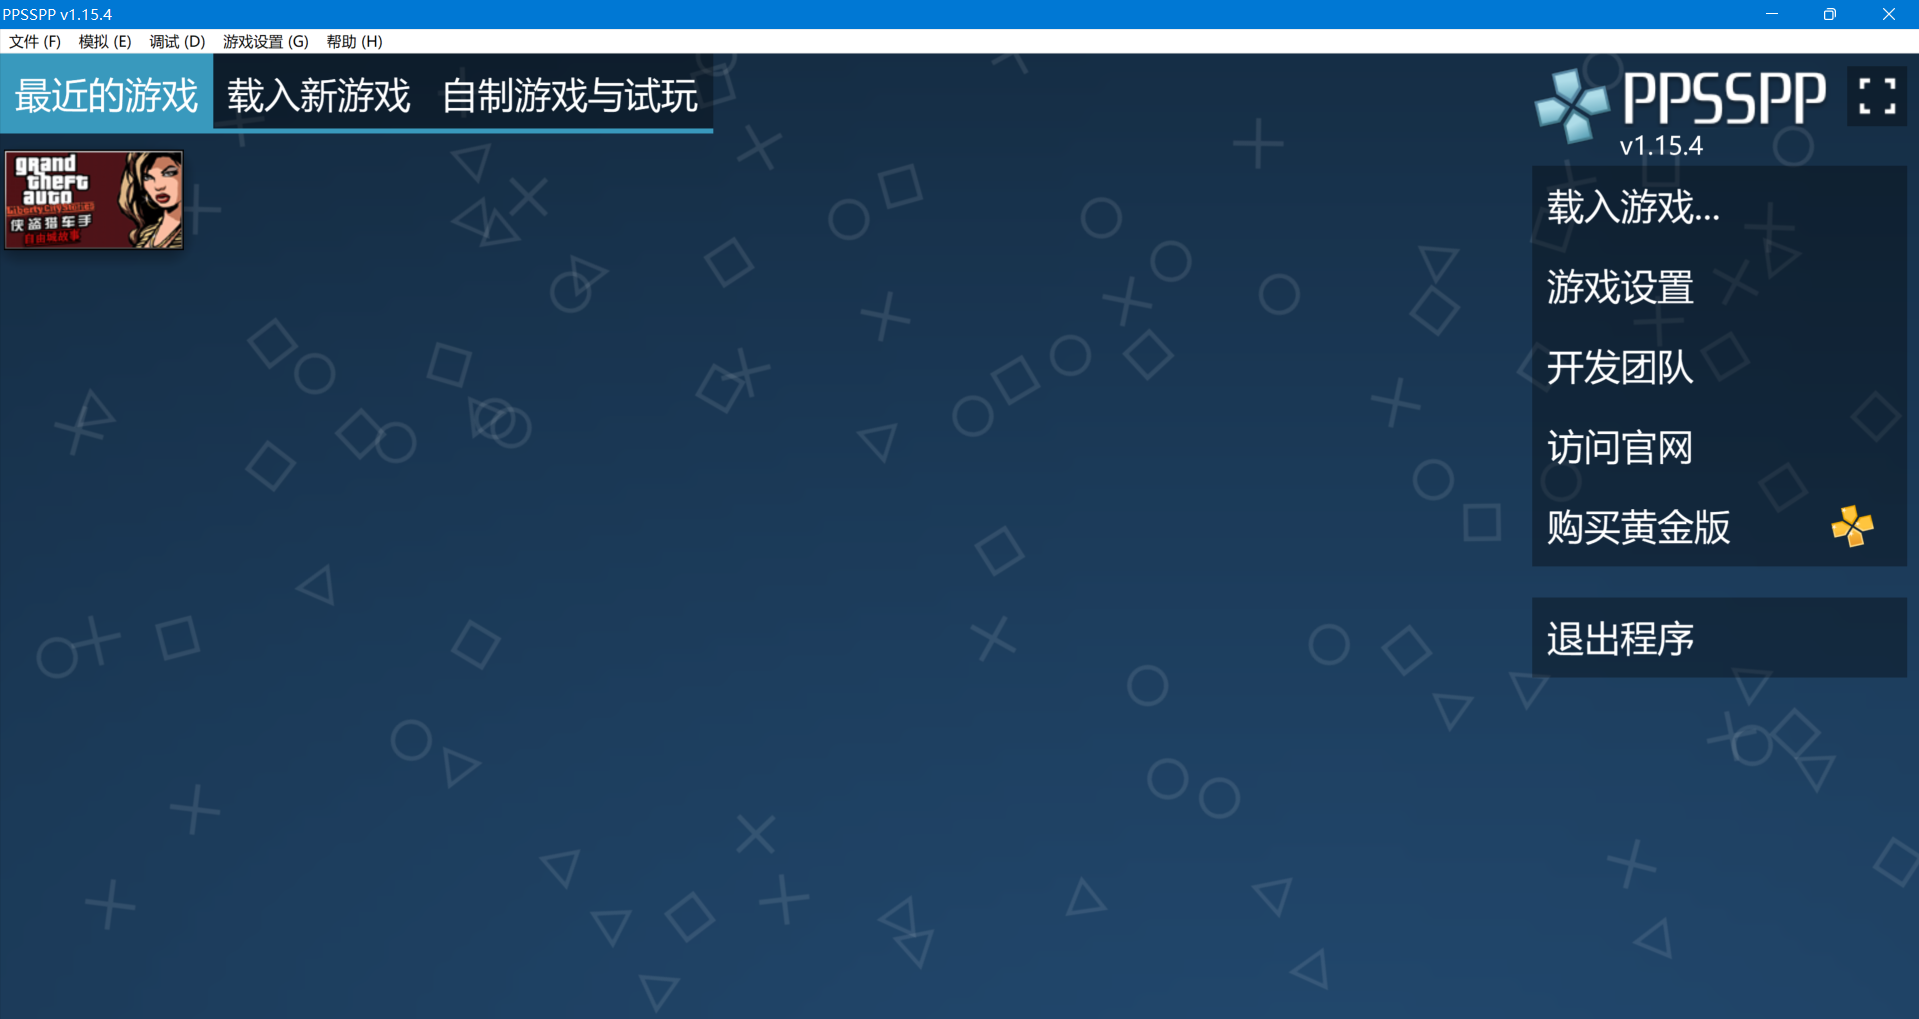 PPSSPP v1.15.4
文件 (F) 模拟 (E) 调试 (D) 游戏设置 (G) 帮助 (H)
最近的游戏 载入新游戏 自制游戏与试玩
PPSSPP
v1.15.4
grand
theft
auto
Liberty City Stories
侠盗猎车手
自由城故事
载入游戏...
游戏设置
开发团队
访问官网
购买黄金版
退出程序